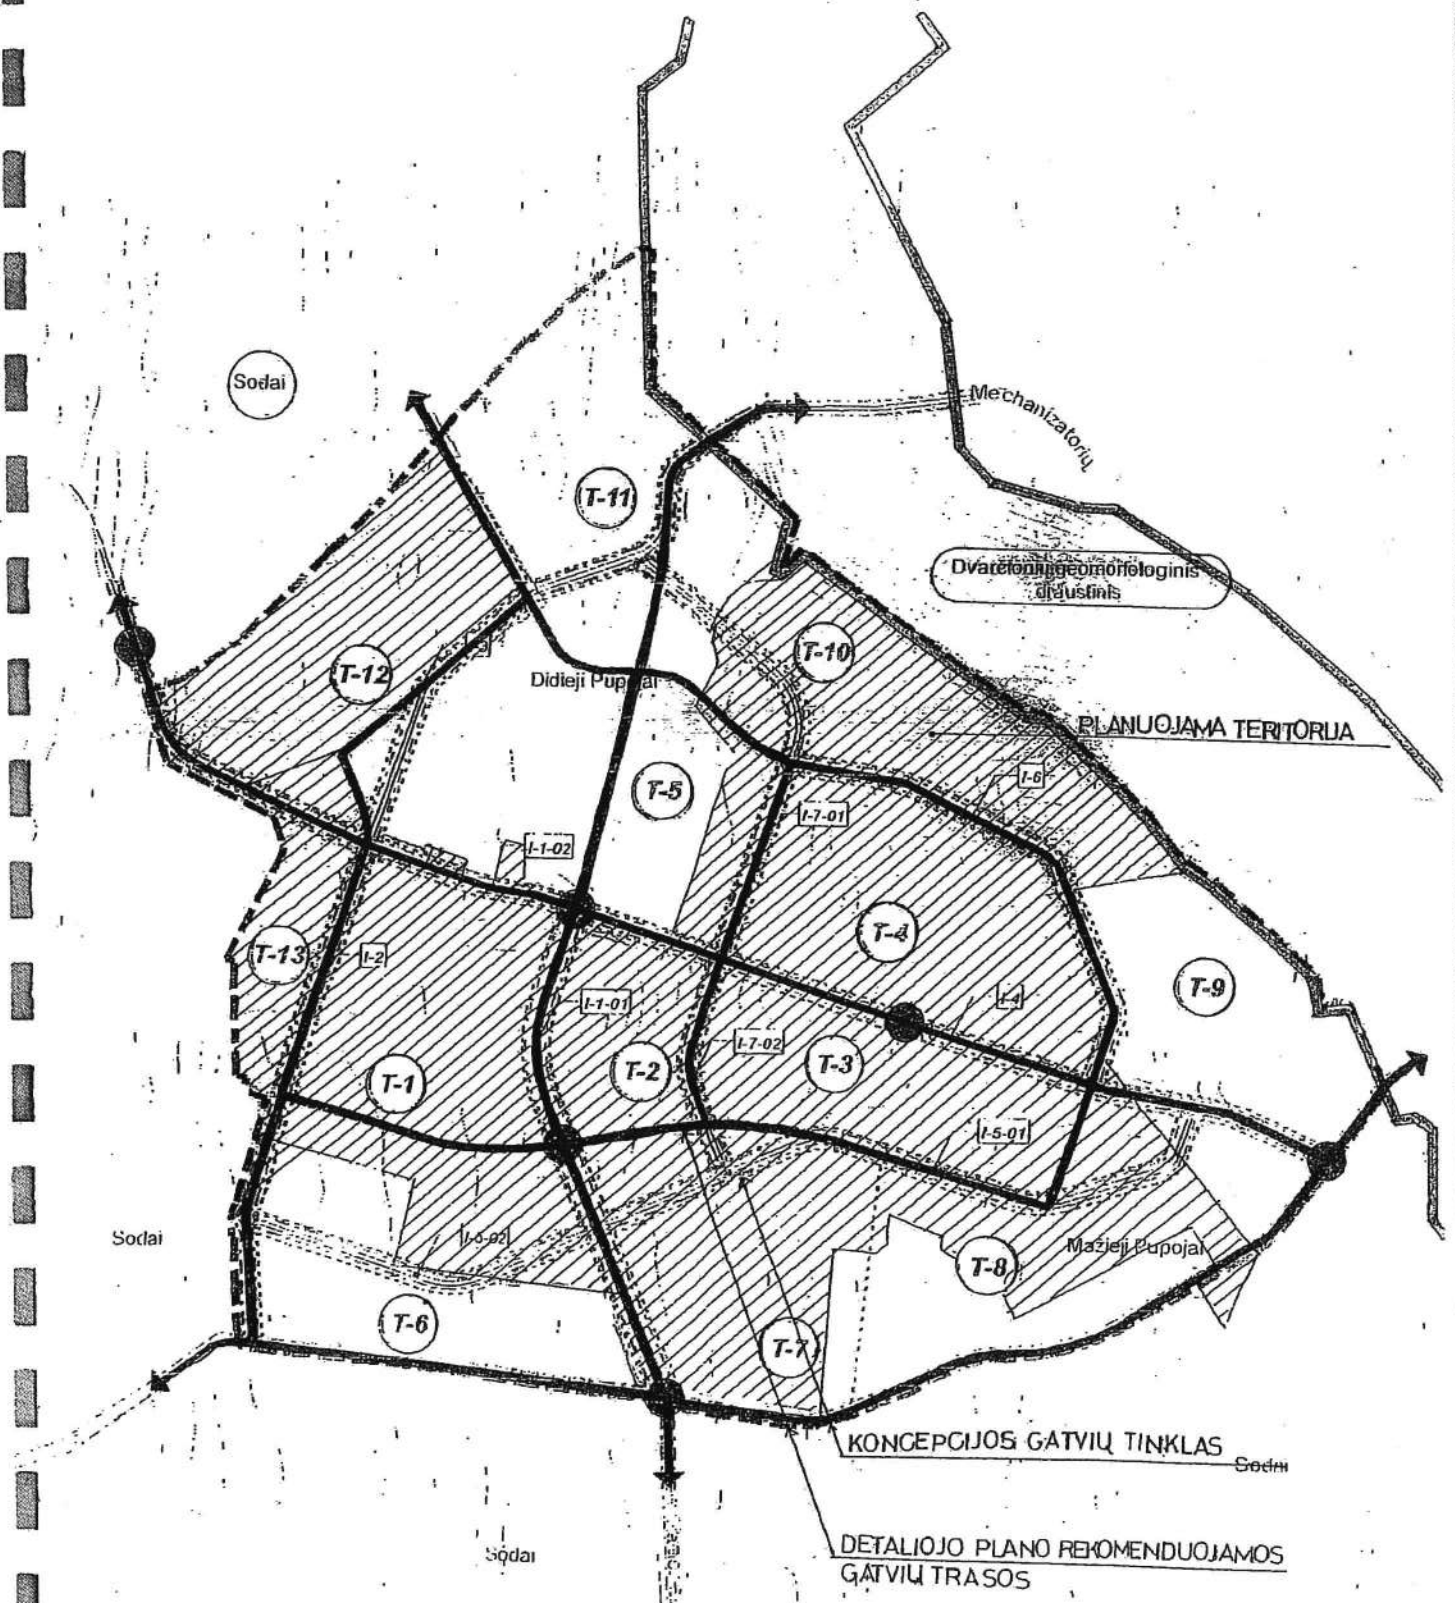 Sodai
Mechanizatorių
T-11
Dvarčionių geomorfologinis
draustinis
T-10
T-12
Didieji Pupojai
PLANUOJAMA TERITORIJA
I-6
T-5
I-7-01
I-1-02
T-4
T-13
I-2
T-9
I-4
I-1-01
I-7-02
T-3
T-2
T-1
I-5-01
Sodai
I-5-02
Mažieji Pupojai
T-8
T-6
T-7
KONCEPCIJOS GATVIŲ TINKLAS
Sodai
DETALIOJO PLANO REKOMENDUOJAMOS
GATVIŲ TRASOS
Sodai